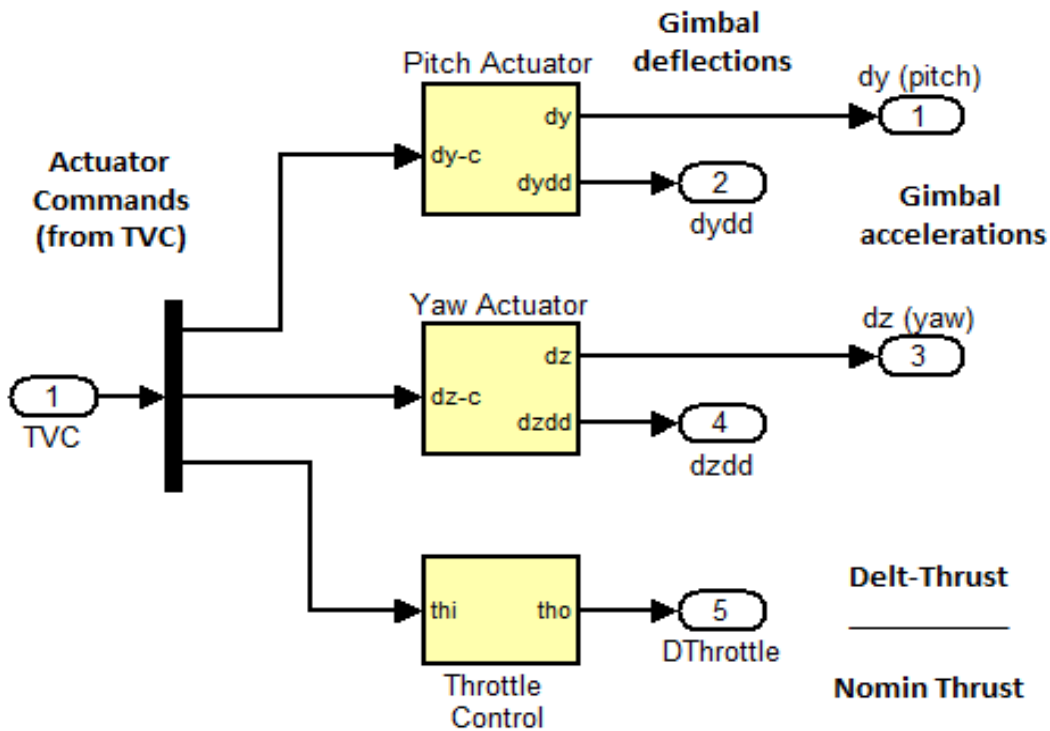 Gimbal
deflections
Pitch Actuator
dy (pitch)
dy
1
Actuator
Commands
(from TVC)
dy-c
dydd
2
dydd
Gimbal
accelerations
Yaw Actuator
dz (yaw)
dz
3
1
TVC
dz-c
dzdd
4
dzdd
thi
tho
5
DThrottle
Delt-Thrust
Nomin Thrust
Throttle
Control